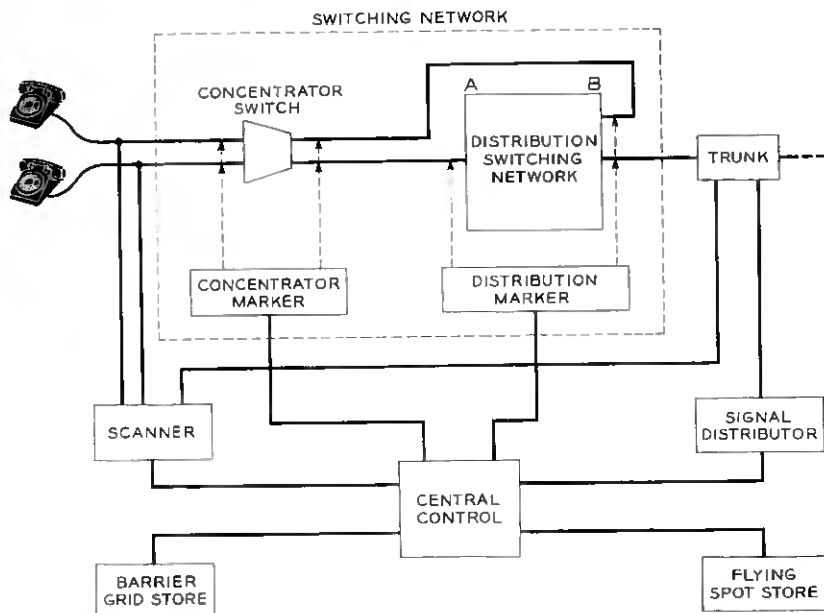 SWITCHING NETWORK
CONCENTRATOR
SWITCH
A
B
DISTRIBUTION
SWITCHING
NETWORK
TRUNK
CONCENTRATOR
MARKER
DISTRIBUTION
MARKER
SCANNER
SIGNAL
DISTRIBUTOR
CENTRAL
CONTROL
BARRIER
GRID STORE
FLYING
SPOT STORE